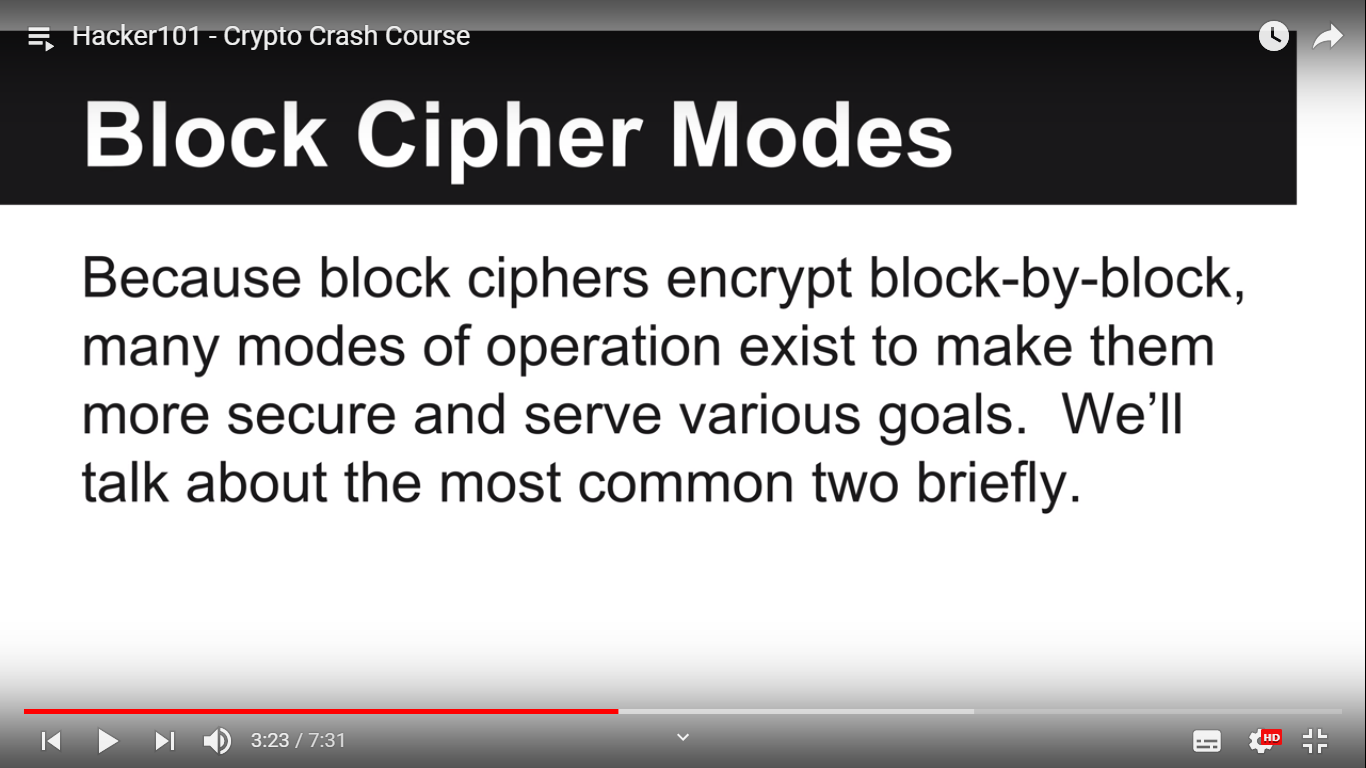 Hacker101 - Crypto Crash Course
Block Cipher Modes
Because block ciphers encrypt block-by-block,
many modes of operation exist to make them
more secure and serve various goals.  We’ll
talk about the most common two briefly.
3:23 / 7:31
HD